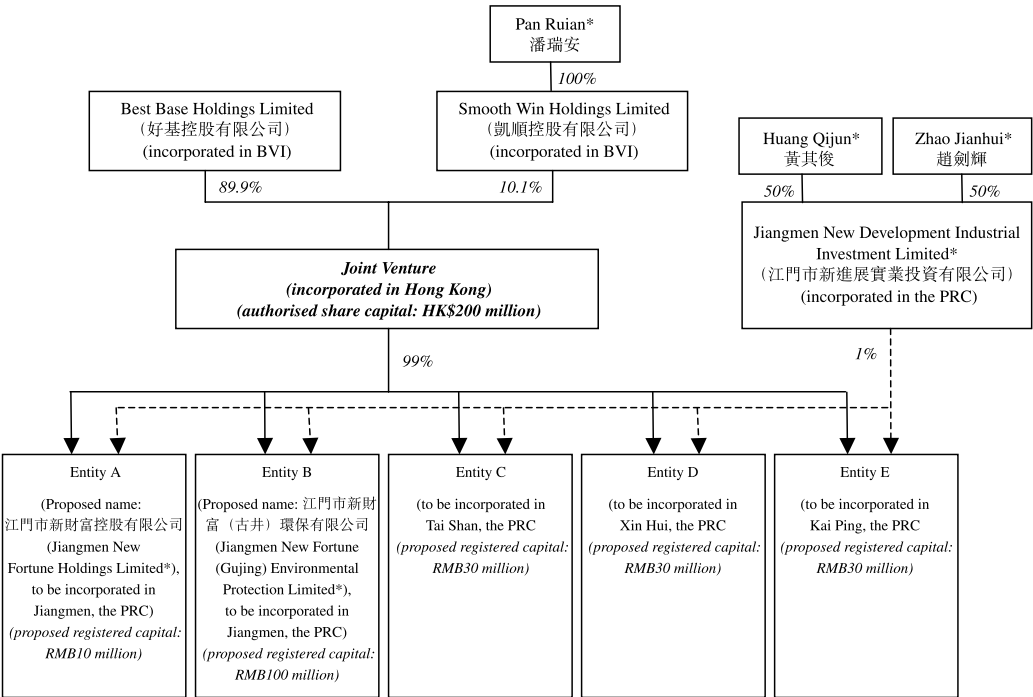 Pan Ruian*
潘瑞安
100%
Best Base Holdings Limited
（好基控股有限公司）
(incorporated in BVI)
Smooth Win Holdings Limited
（凱順控股有限公司）
(incorporated in BVI)
Huang Qijun*
黃其俊
Zhao Jianhui*
趙劍輝
89.9%
10.1%
50%
50%
Jiangmen New Development Industrial
Investment Limited*
（江門市新進展實業投資有限公司）
(incorporated in the PRC)
Joint Venture
(incorporated in Hong Kong)
(authorised share capital: HK$200 million)
99%
1%
Entity A
(Proposed name:
江門市新財富控股有限公司
(Jiangmen New
Fortune Holdings Limited*),
to be incorporated in
Jiangmen, the PRC)
(proposed registered capital:
RMB10 million)
Entity B
(Proposed name: 江門市新財
富（古井）環保有限公司
(Jiangmen New Fortune
(Gujing) Environmental
Protection Limited*),
to be incorporated in
Jiangmen, the PRC)
(proposed registered capital:
RMB100 million)
Entity C
(to be incorporated in
Tai Shan, the PRC
(proposed registered capital:
RMB30 million)
Entity D
(to be incorporated in
Xin Hui, the PRC
(proposed registered capital:
RMB30 million)
Entity E
(to be incorporated in
Kai Ping, the PRC
(proposed registered capital:
RMB30 million)